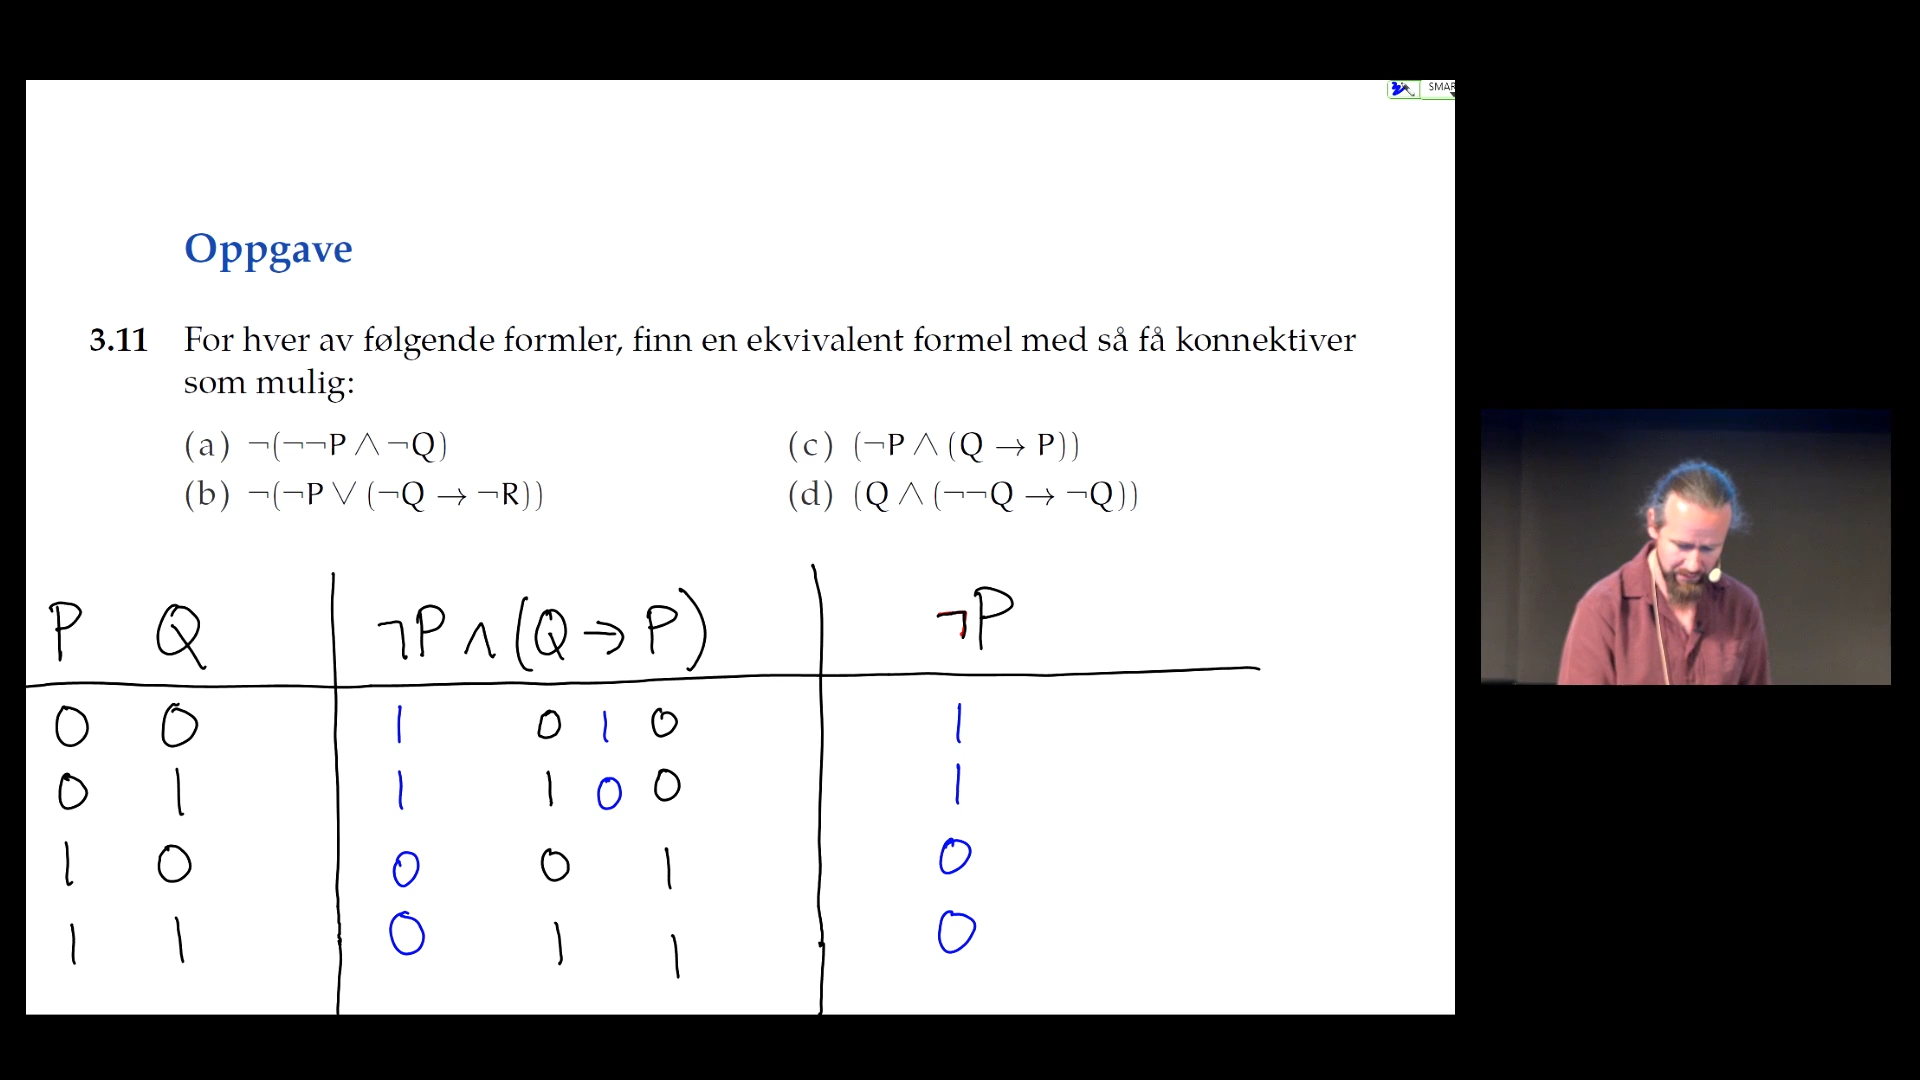 SMAR
Oppgave
3.11 For hver av følgende formler, finn en ekvivalent formel med så få konnektiver
som mulig:
(a) ¬(¬¬P ∧ ¬Q) (c) (¬P ∧ (Q → P))
(b) ¬(¬P ∨ (¬Q → ¬R)) (d) (Q ∧ (¬¬Q → ¬Q))
P Q ¬P ∧ (Q → P) ¬P
0 0 1 0 1 0 1
0 1 1 1 0 0 1
1 0 0 0 1 0
1 1 0 1 1 0